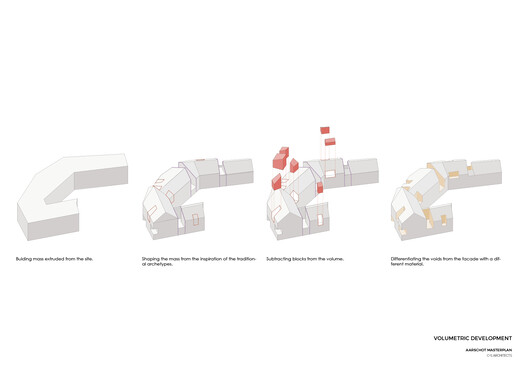 Building mass extruded from the site.
Shaping the mass from the inspiration of the tradition-
al archetypes.
Subtracting blocks from the volume.
Differentiating the voids from the facade with a dif-
ferent material.
VOLUMETRIC DEVELOPMENT
AARSCHOT MASTERPLAN